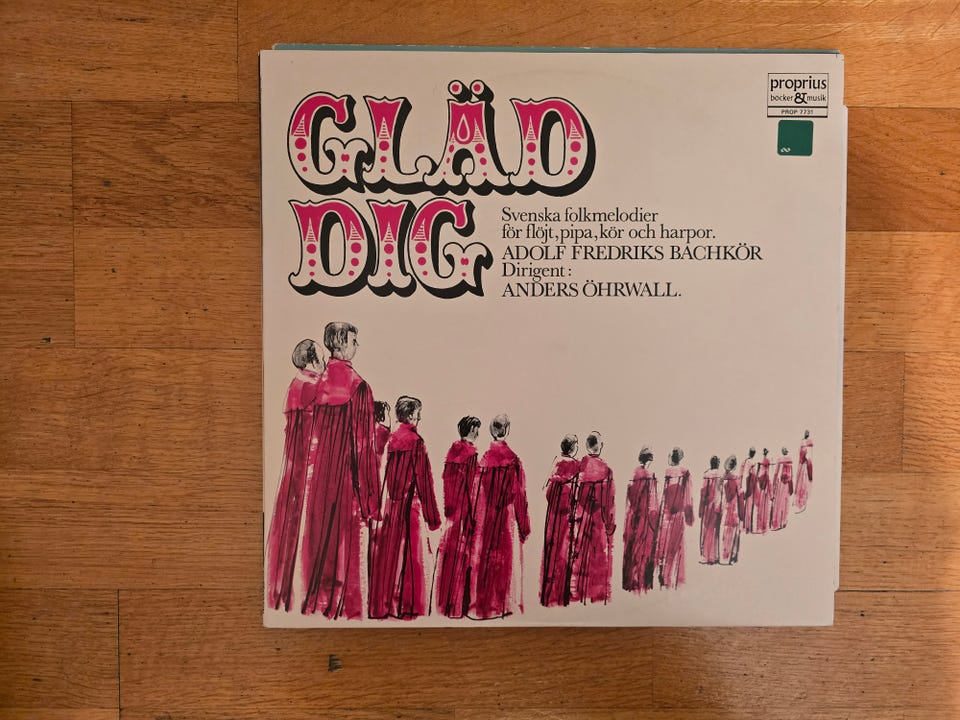 GLÄD
DIG
Svenska folkmelodier
för flöjt, pipa, kör och harpor.
ADOLF FREDRIKS BACHKÖR
Dirigent:
ANDERS ÖHRWALL.
proprius
böcker & musik
PROP 7731